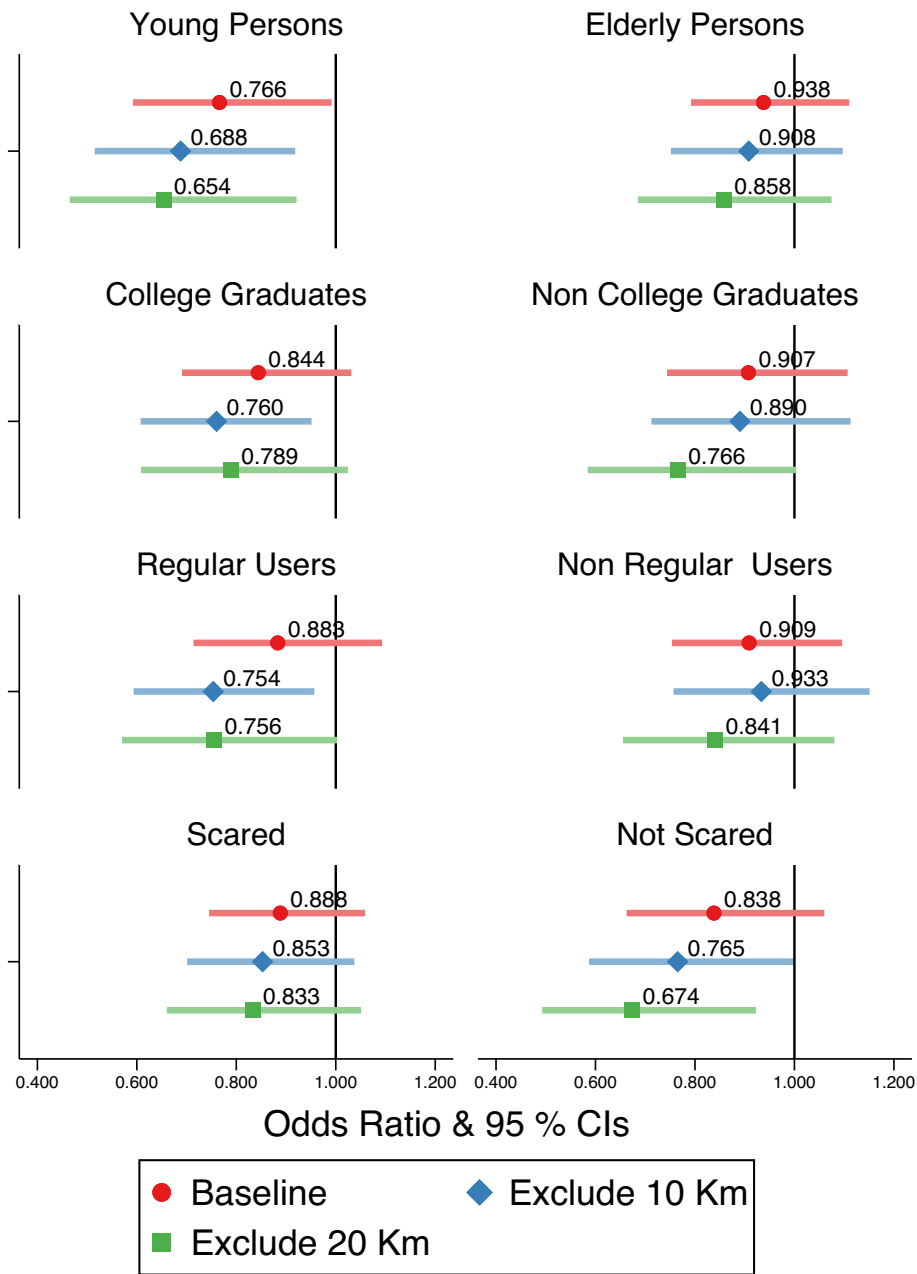 Young Persons
Elderly Persons
0.766
0.938
0.688
0.908
0.654
0.858
College Graduates
Non College Graduates
0.844
0.907
0.760
0.890
0.789
0.766
Regular Users
Non Regular  Users
0.883
0.909
0.754
0.933
0.756
0.841
Scared
Not Scared
0.888
0.838
0.853
0.765
0.833
0.674
0.400 0.600 0.800 1.000 1.200
0.400 0.600 0.800 1.000 1.200
Odds Ratio & 95 % CIs
Baseline
Exclude 10 Km
Exclude 20 Km